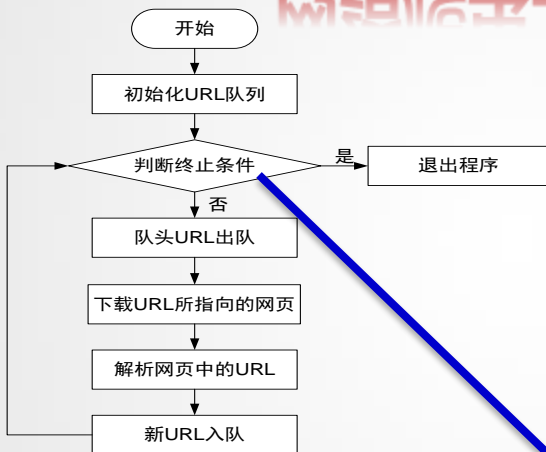 开始
初始化URL队列
判断终止条件
是
退出程序
否
队头URL出队
下载URL所指向的网页
解析网页中的URL
新URL入队